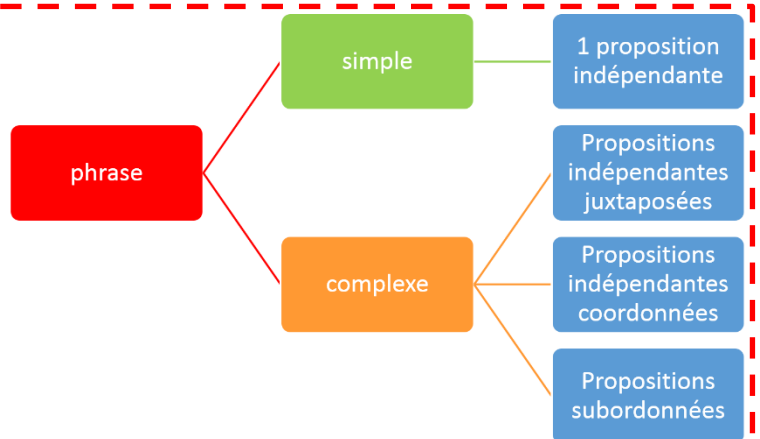 simple
1 proposition
indépendante
phrase
Propositions
indépendantes
juxtaposées
complexe
Propositions
indépendantes
coordonnées
Propositions
subordonnées